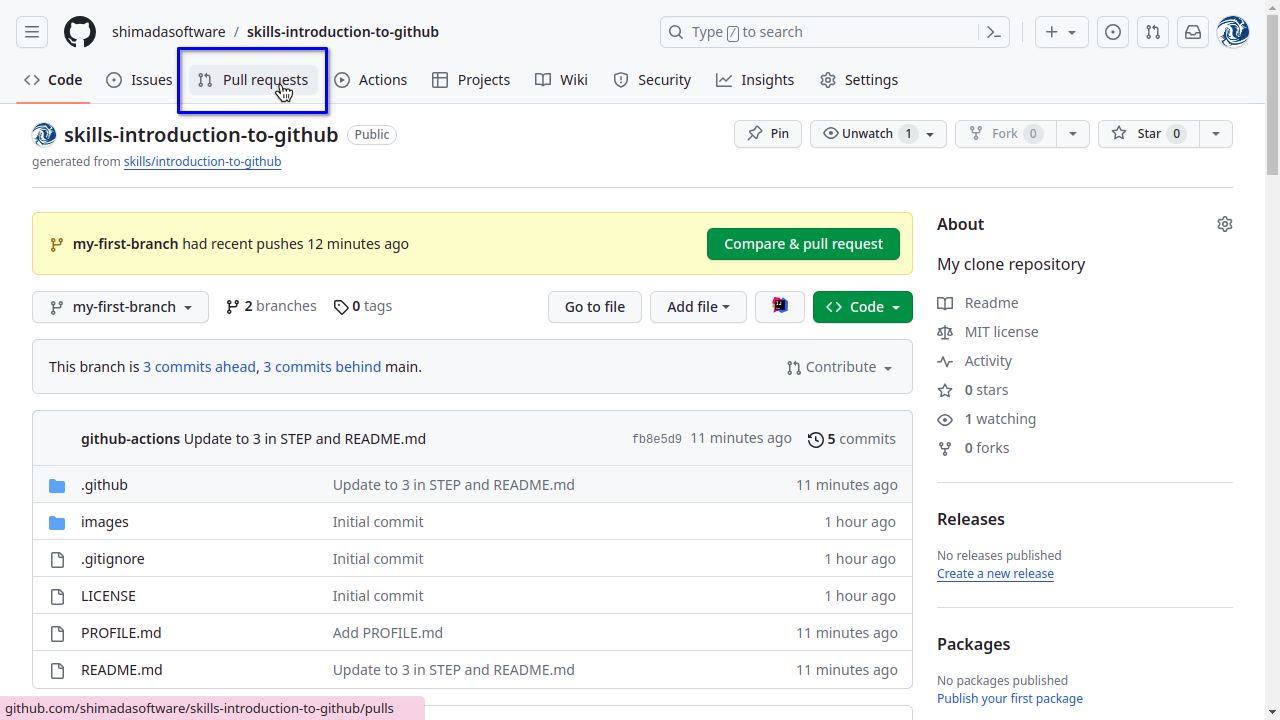 shimadasoftware / skills-introduction-to-github
Type / to search
Code Issues Pull requests Actions Projects Wiki Security Insights Settings
skills-introduction-to-github Public
Pin Unwatch 1 Fork 0 Star 0
generated from skills/introduction-to-github
my-first-branch had recent pushes 12 minutes ago
Compare & pull request
my-first-branch 2 branches 0 tags
Go to file Add file Code
This branch is 3 commits ahead, 3 commits behind main.
Contribute
github-actions Update to 3 in STEP and README.md fb8e5d9 11 minutes ago 5 commits
.github Update to 3 in STEP and README.md 11 minutes ago
images Initial commit 1 hour ago
.gitignore Initial commit 1 hour ago
LICENSE Initial commit 1 hour ago
PROFILE.md Add PROFILE.md 11 minutes ago
README.md Update to 3 in STEP and README.md 11 minutes ago
About
My clone repository
Readme
MIT license
Activity
0 stars
1 watching
0 forks
Releases
No releases published
Create a new release
Packages
No packages published
Publish your first package
github.com/shimadasoftware/skills-introduction-to-github/pulls